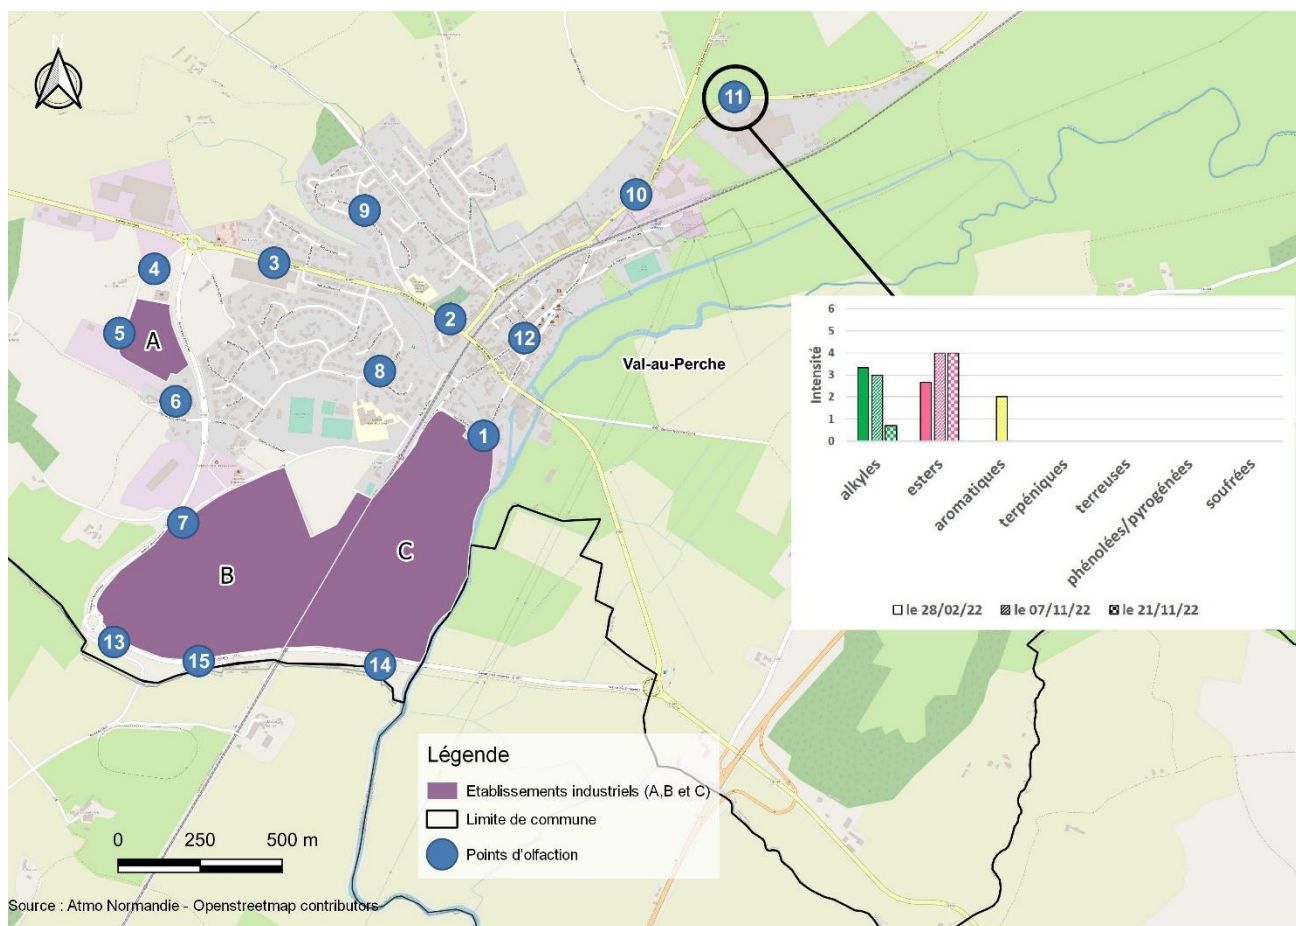 N
11
10
9
4
3
2
5
A
12
8
6
Val-au-Perche
1
7
C
B
13
15
14
6
5
4
3
2
1
0
Intensité
alkyles
esters
aromatiques
terpéniques
terreuses
phénolées/pyrogénées
soufrées
le 28/02/22 le 07/11/22 le 21/11/22
Légende
Etablissements industriels (A,B et C)
Limite de commune
Points d'olfaction
0 250 500 m
Source : Atmo Normandie - Openstreetmap contributors